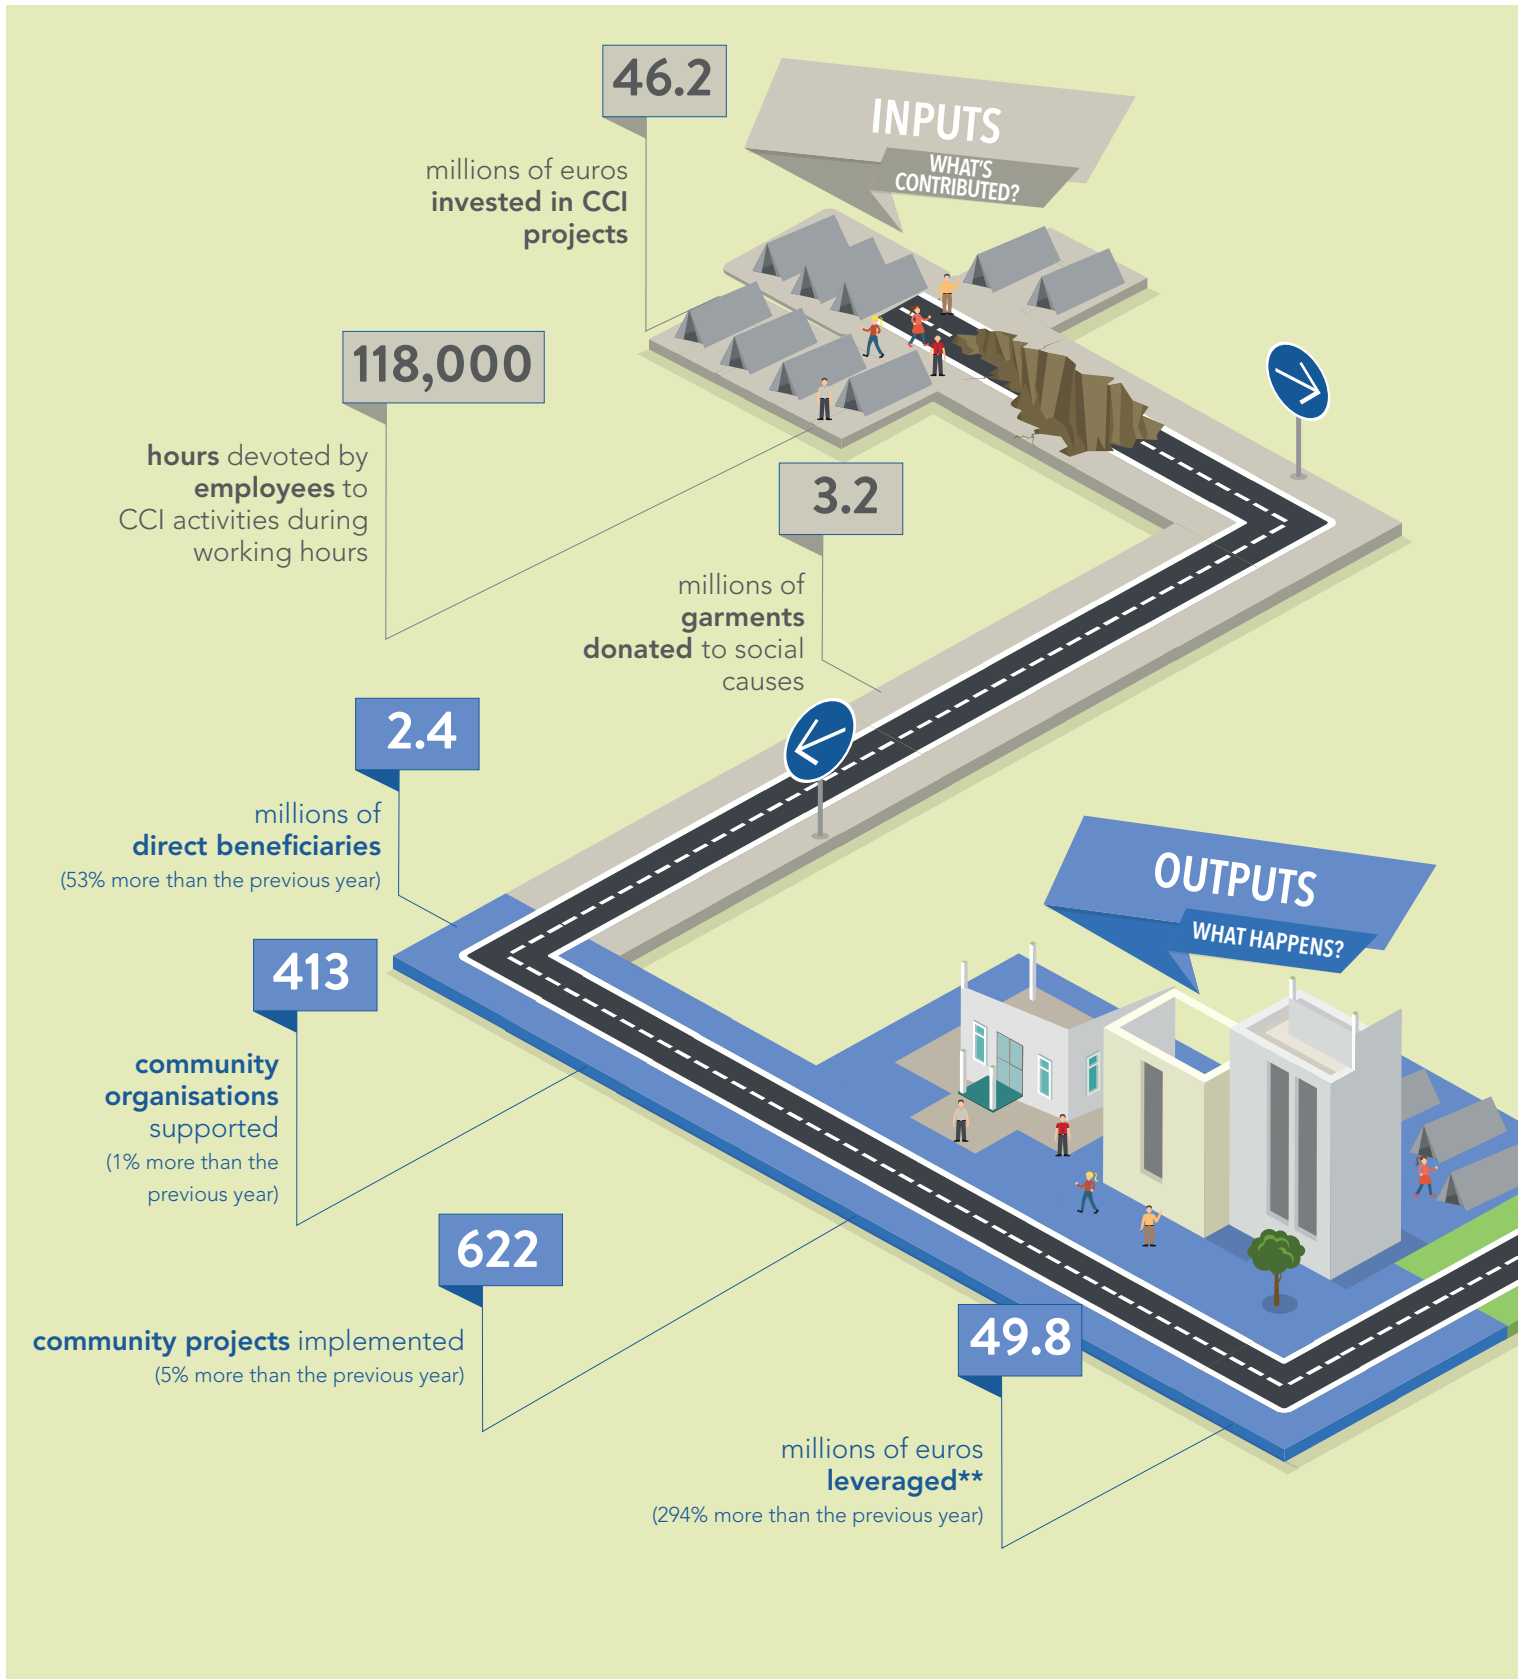 46.2
millions of euros
invested in CCI
projects
INPUTS
WHAT'S
CONTRIBUTED?
118,000
hours devoted by
employees to
CCI activities during
working hours
3.2
millions of
garments
donated to social
causes
2.4
millions of
direct beneficiaries
(53% more than the previous year)
OUTPUTS
WHAT HAPPENS?
413
community
organisations
supported
(1% more than the
previous year)
622
community projects implemented
(5% more than the previous year)
49.8
millions of euros
leveraged**
(294% more than the previous year)